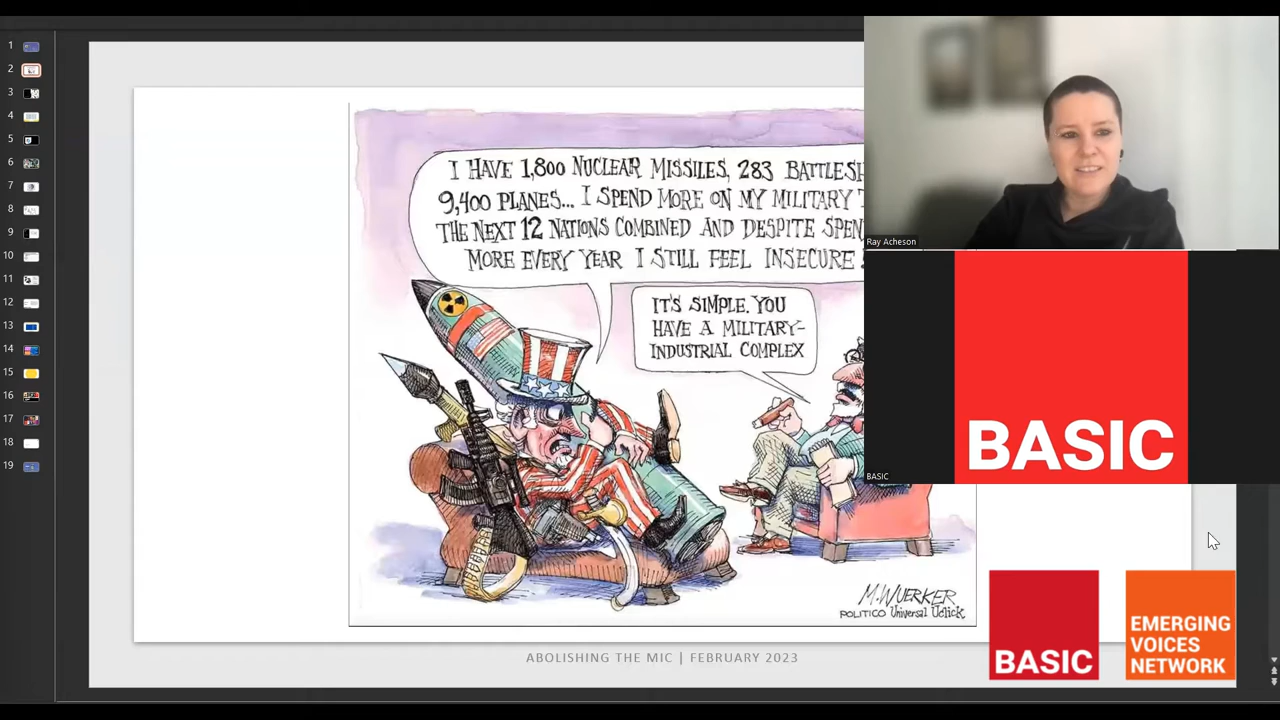 1
2
3
4
5
6
7
8
9
10
11
12
13
14
15
16
17
18
19
I HAVE 1,800 NUCLEAR MISSILES, 283 BATTLESH
9,400 PLANES... I SPEND MORE ON MY MILITARY T
THE NEXT 12 NATIONS COMBINED AND DESPITE SPEN
MORE EVERY YEAR I STILL FEEL INSECURE
IT'S SIMPLE. YOU
HAVE A MILITARY-
INDUSTRIAL COMPLEX
M.WUERKER
POLITICO Universal Uclick
ABOLISHING THE MIC | FEBRUARY 2023
Ray Acheson
BASIC
BASIC
BASIC
EMERGING
VOICES
NETWORK